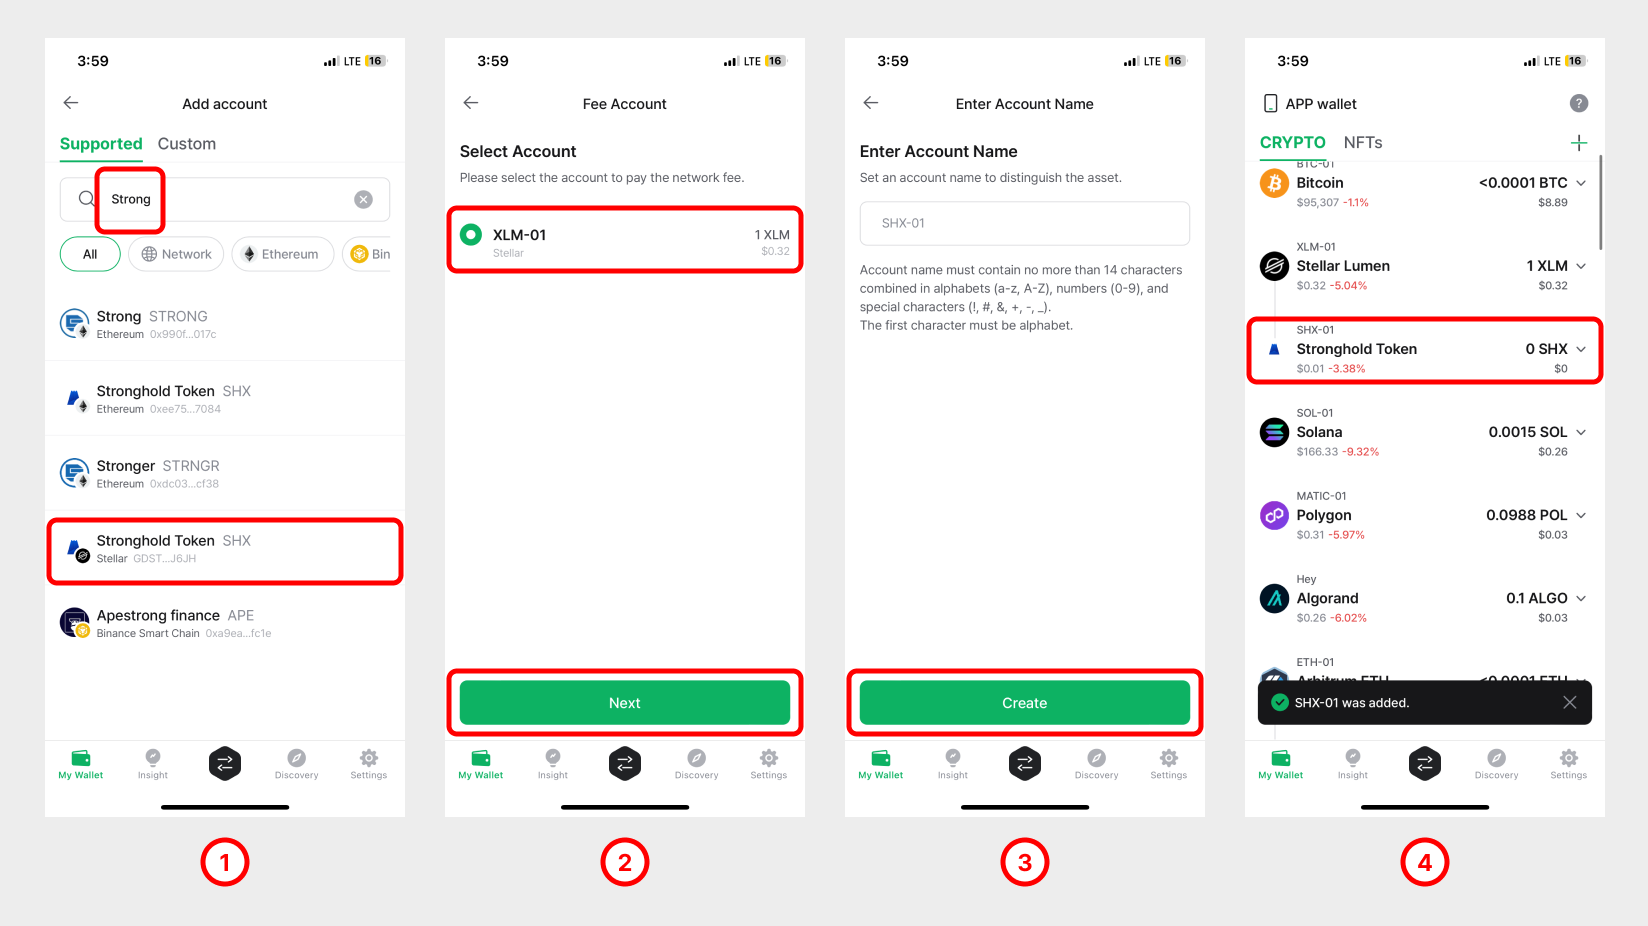 3:59 LTE 16
Add account
Supported Custom
Strong
All Network Ethereum Bin
Strong STRONG
Ethereum 0x990f...017c
Stronghold Token SHX
Ethereum 0xee75...7084
Stronger STRNGR
Ethereum 0xdc03...cf38
Stronghold Token SHX
Stellar GDST...J6JH
Apestrong finance APE
Binance Smart Chain 0xa9ea...fc1e
My Wallet Insight Discovery Settings
1
3:59 LTE 16
Fee Account
Select Account
Please select the account to pay the network fee.
XLM-01 1 XLM
Stellar $0.32
Next
My Wallet Insight Discovery Settings
2
3:59 LTE 16
Enter Account Name
Enter Account Name
Set an account name to distinguish the asset.
SHX-01
Account name must contain no more than 14 characters
combined in alphabets (a-z, A-Z), numbers (0-9), and
special characters (!, #, &, +, -, _).
The first character must be alphabet.
Create
My Wallet Insight Discovery Settings
3
3:59 LTE 16
APP wallet ?
CRYPTO NFTs
BTC-01
Bitcoin <0.0001 BTC
$95,307 -1.1% $8.89
XLM-01
Stellar Lumen 1 XLM
$0.32 -5.04% $0.32
SHX-01
Stronghold Token 0 SHX
$0.01 -3.38% $0
SOL-01
Solana 0.0015 SOL
$166.33 -9.32% $0.26
MATIC-01
Polygon 0.0988 POL
$0.31 -5.97% $0.03
Hey
Algorand 0.1 ALGO
$0.26 -6.02% $0.03
ETH-01
Arbitrum ETH <0.0001 ETH
SHX-01 was added.
My Wallet Insight Discovery Settings
4